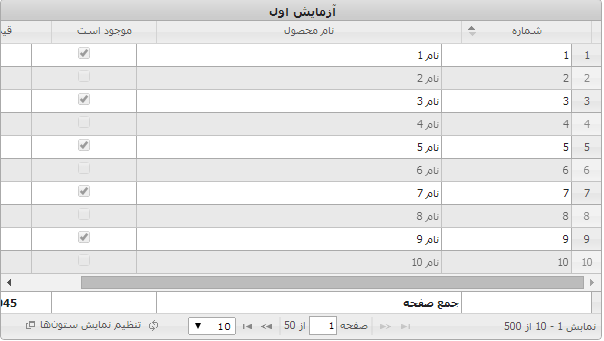 آزمایش اول
شماره نام محصول موجود است
1 1 نام 1
2 2 نام 2
3 3 نام 3
4 4 نام 4
5 5 نام 5
6 6 نام 6
7 7 نام 7
8 8 نام 8
9 9 نام 9
10 10 نام 10
جمع صفحه
نمایش 1 - 10 از 500 صفحه 1 از 50 10 تنظیم نمایش ستون‌ها